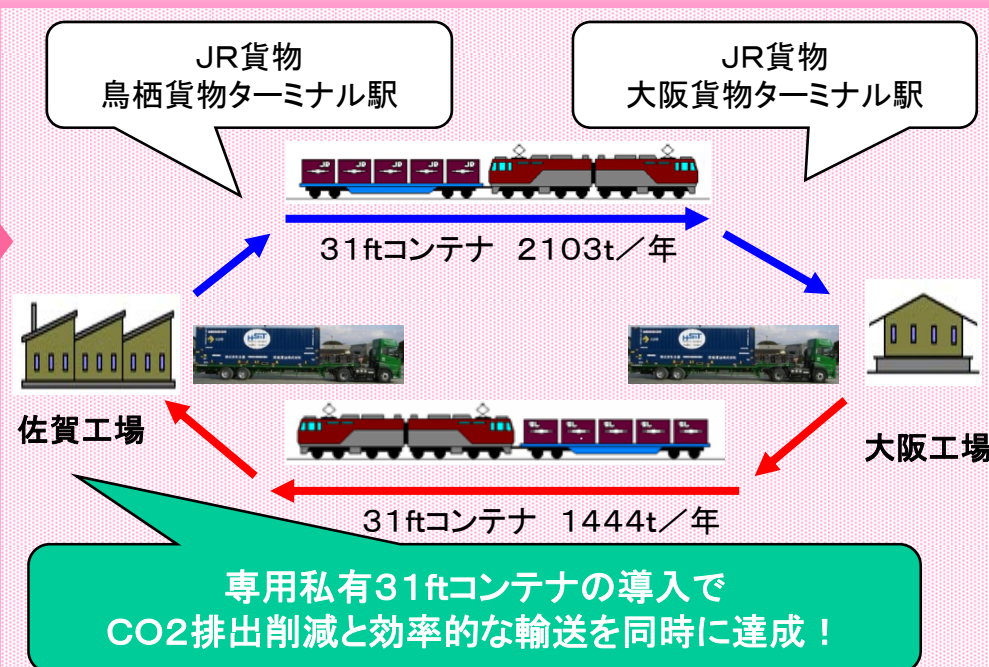 JR貨物
鳥栖貨物ターミナル駅
JR貨物
大阪貨物ターミナル駅
31ftコンテナ 2103t/年
佐賀工場
大阪工場
31ftコンテナ 1444t/年
専用私有31ftコンテナの導入で
CO2排出削減と効率的な輸送を同時に達成!